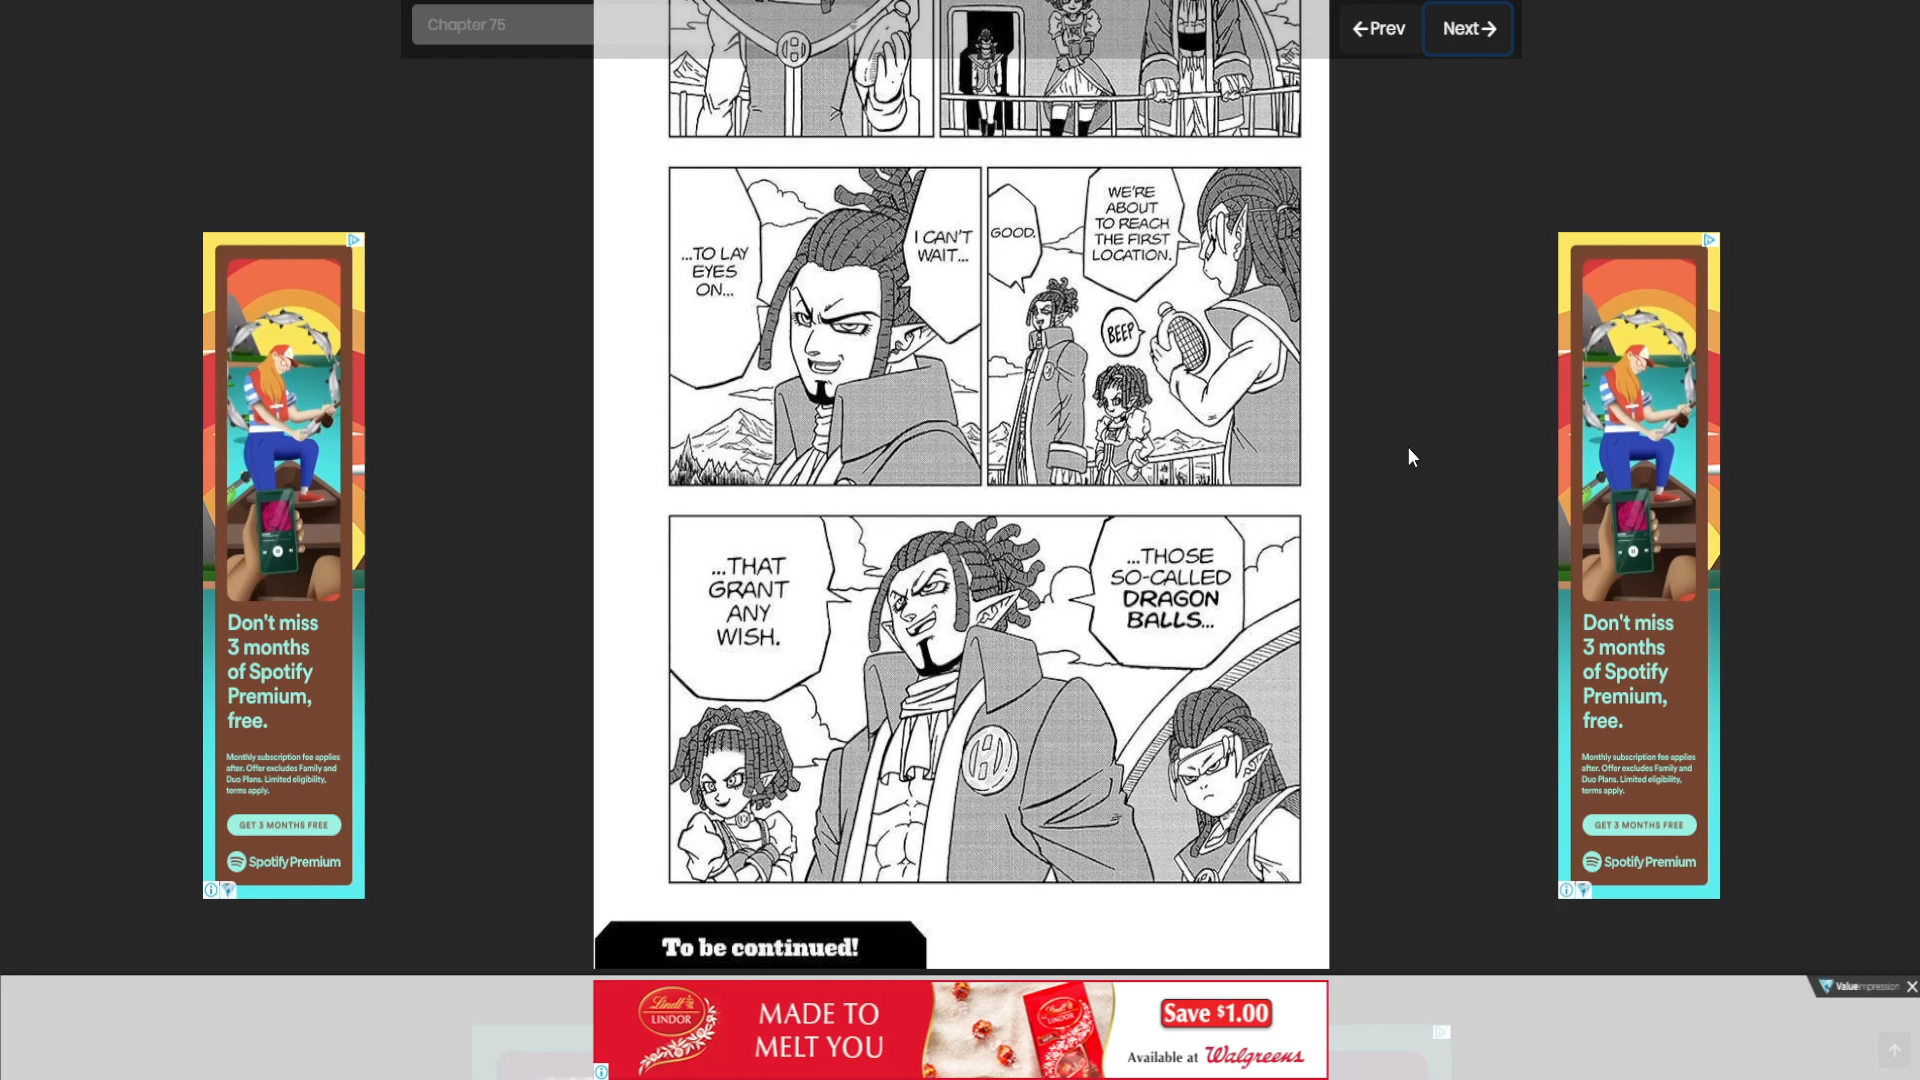 Chapter 75
←Prev
Next→
WE'RE
ABOUT
TO REACH
THE FIRST
LOCATION.
BEEP
GOOD.
I CAN'T
WAIT...
...TO LAY
EYES
ON...
...THOSE
SO-CALLED
DRAGON
BALLS...
...THAT
GRANT
ANY
WISH.
To be continued!
Don't miss
3 months
of Spotify
Premium,
free.
Monthly subscription fee applies
after. Offer excludes Family and
Duo Plans. Limited eligibility,
terms apply.
GET 3 MONTHS FREE
Spotify Premium
Don't miss
3 months
of Spotify
Premium,
free.
Monthly subscription fee applies
after. Offer excludes Family and
Duo Plans. Limited eligibility,
terms apply.
GET 3 MONTHS FREE
Spotify Premium
Valueimpression
Lindt
LINDOR
MADE TO
MELT YOU
Save $1.00
Available at Walgreens